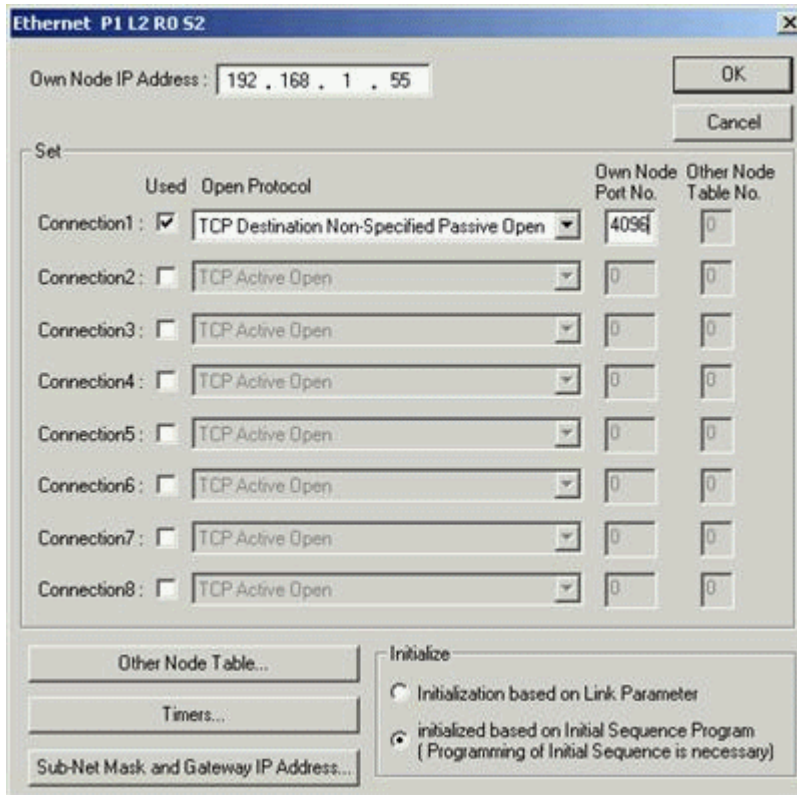 Ethernet P1 L2 R0 S2
Own Node IP Address : 192 . 168 . 1 . 55
OK
Cancel
Set
Used Open Protocol Own Node Port No. Other Node Table No.
Connection1 : TCP Destination Non-Specified Passive Open 4096 0
Connection2 : TCP Active Open 0 0
Connection3 : TCP Active Open 0 0
Connection4 : TCP Active Open 0 0
Connection5 : TCP Active Open 0 0
Connection6 : TCP Active Open 0 0
Connection7 : TCP Active Open 0 0
Connection8 : TCP Active Open 0 0
Other Node Table...
Timers...
Sub-Net Mask and Gateway IP Address...
Initialize
Initialization based on Link Parameter
initialized based on Initial Sequence Program
( Programming of Initial Sequence is necessary)